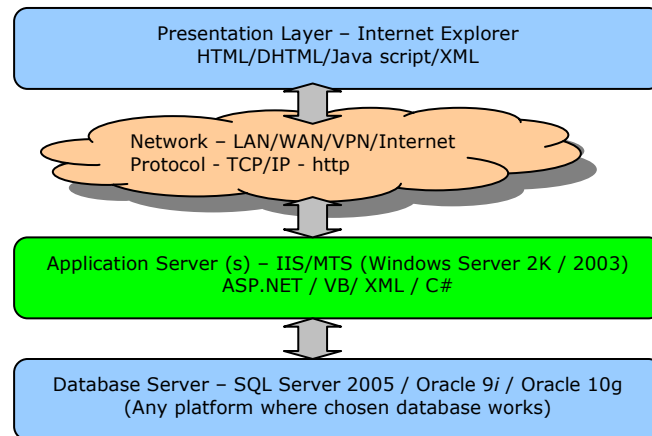 Presentation Layer – Internet Explorer
HTML/DHTML/Java script/XML
Network – LAN/WAN/VPN/Internet
Protocol - TCP/IP - http
Application Server (s) – IIS/MTS (Windows Server 2K / 2003)
ASP.NET / VB/ XML / C#
Database Server – SQL Server 2005 / Oracle 9i / Oracle 10g
(Any platform where chosen database works)